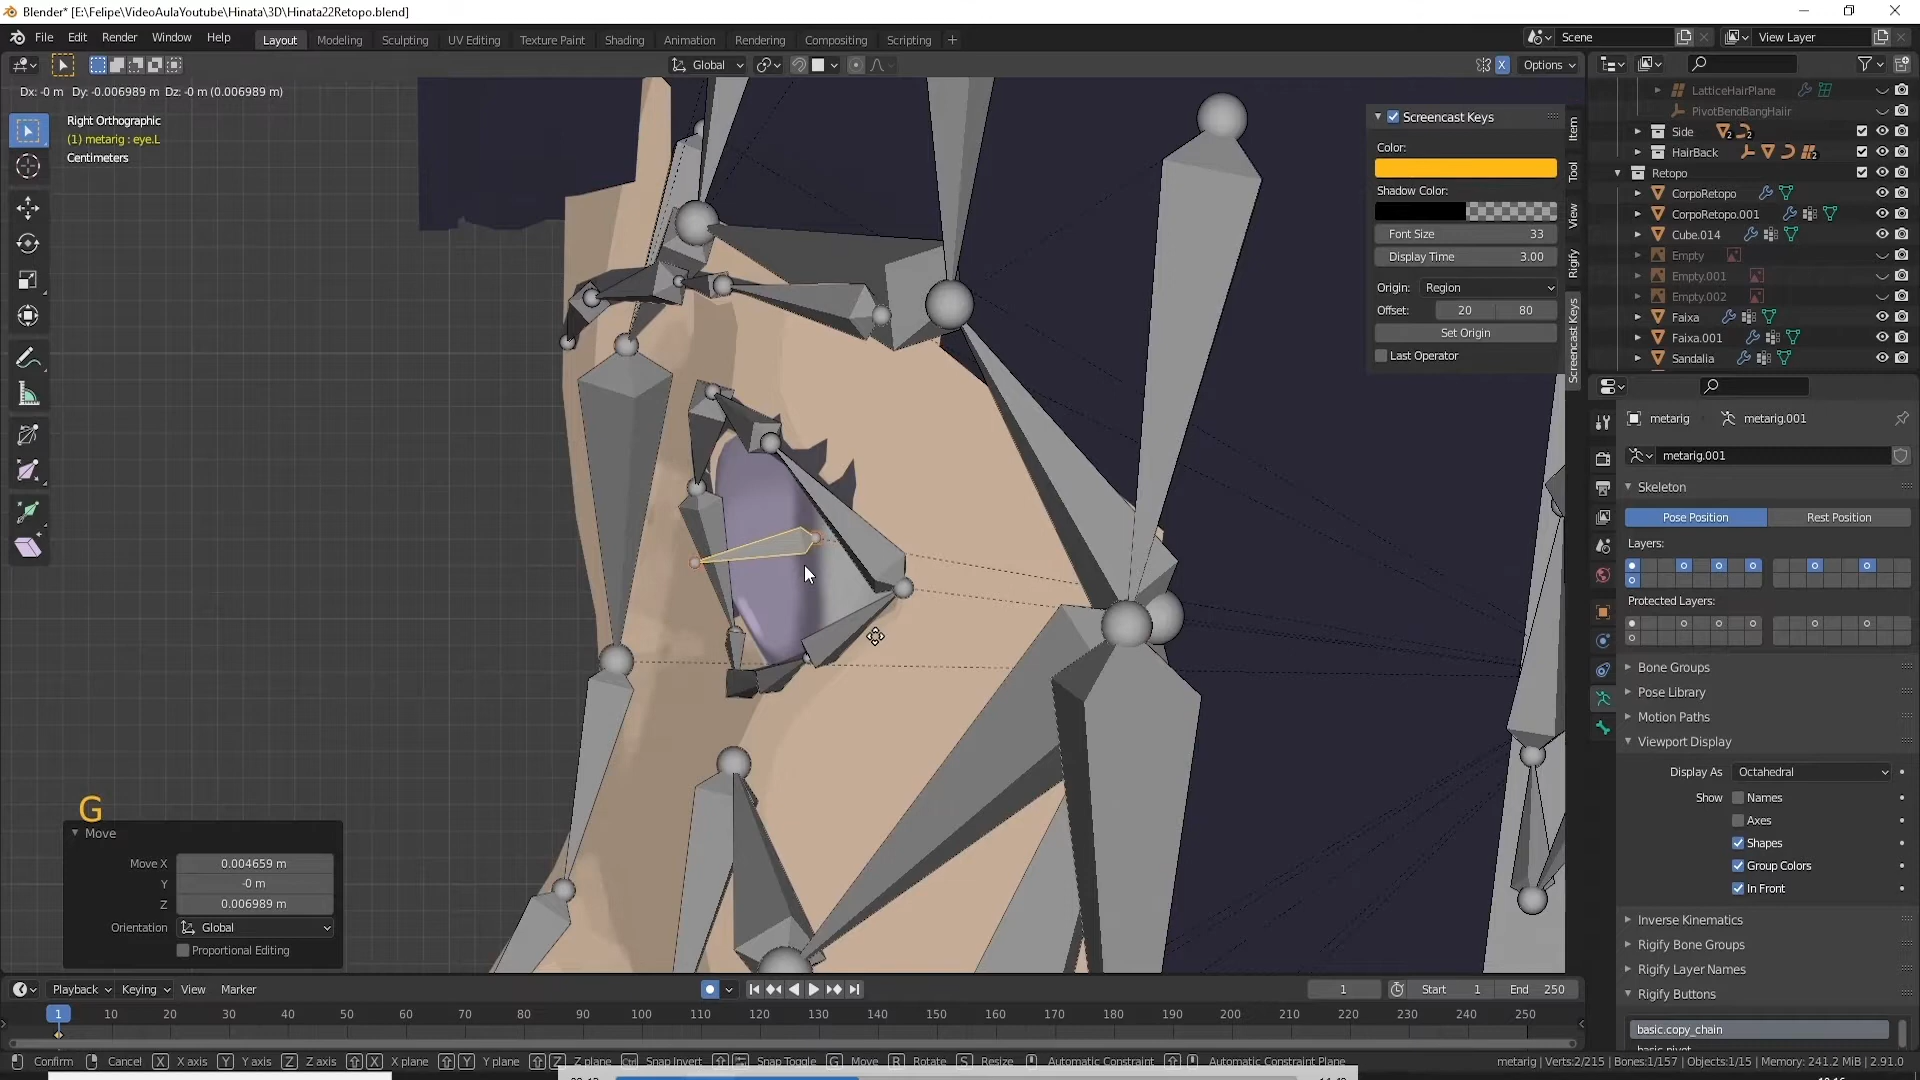 Blender* [E:\Felipe\VideoAulaYoutube\Hinata\3D\Hinata22Retopo.blend]
File Edit Render Window Help Layout Modeling Sculpting UV Editing Texture Paint Shading Animation Rendering Compositing Scripting + Scene View Layer
Global X Options
Dx: -0 m Dy: -0.006989 m Dz: -0 m (0.006989 m)
Right Orthographic
(1) metarig : eye.L
Centimeters
Screencast Keys
Color:
Shadow Color:
Font Size 33
Display Time 3.00
Origin: Region
Offset: 20 80
Set Origin
Last Operator
Item
Tool
View
Rigify
Screencast Keys
LatticeHairPlane
PivotBendBangHaiir
Side 2 2
HairBack 2
Retopo
CorpoRetopo
CorpoRetopo.001
Cube.014
Empty
Empty.001
Empty.002
Faixa
Faixa.001
Sandalia
metarig metarig.001
metarig.001
Skeleton
Pose Position Rest Position
Layers:
Protected Layers:
Bone Groups
Pose Library
Motion Paths
Viewport Display
Display As Octahedral
Show Names
Axes
Shapes
Group Colors
In Front
Inverse Kinematics
Rigify Bone Groups
Rigify Layer Names
Rigify Buttons
basic.copy_chain
basic.pivot
G
Move
Move X 0.004659 m
Y -0 m
Z 0.006989 m
Orientation Global
Proportional Editing
Playback Keying View Marker 1 Start 1 End 250
1 10 20 30 40 50 60 70 80 90 100 110 120 130 140 150 160 170 180 190 200 210 220 230 240 250
Confirm Cancel X X axis Y Y axis Z Z axis X X plane Y Y plane Z Z plane Ctrl Snap Invert Snap Toggle G Move R Rotate S Resize Automatic Constraint Automatic Constraint Plane metarig | Verts:2/215 | Bones:1/157 | Objects:1/15 | Memory: 241.2 MiB | 2.91.0